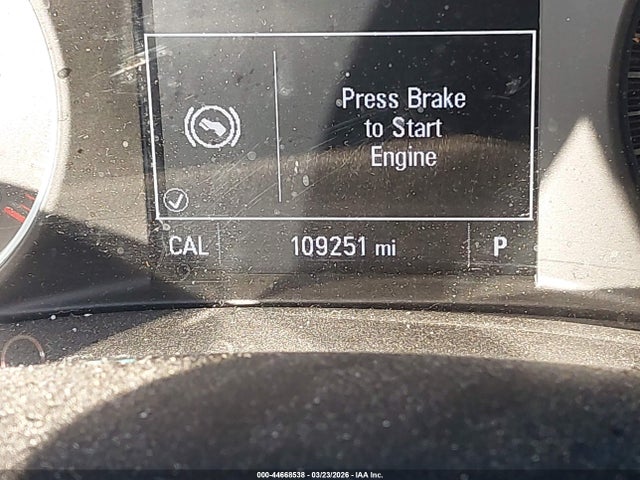 Press Brake
to Start
Engine
CAL 109251 mi P
000-44668538 - 03/23/2026 - IAA Inc.